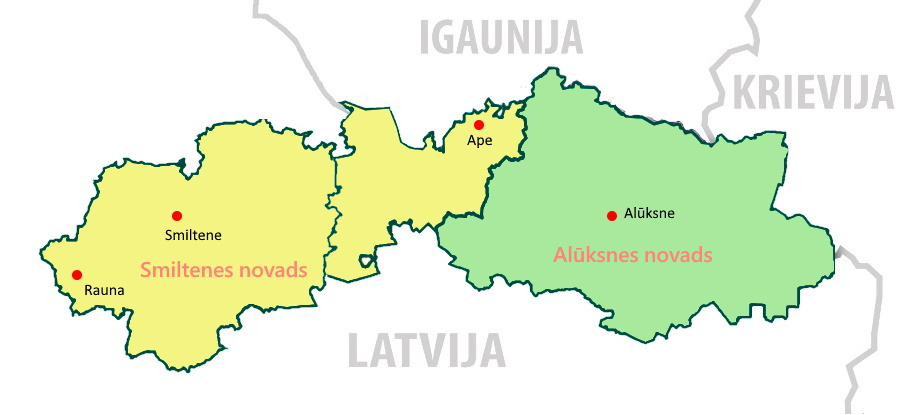 IGAUNIJA
KRIEVIJA
Ape
Alūksne
Smiltene
Alūksnes novads
Smiltenes novads
Rauna
LATVIJA